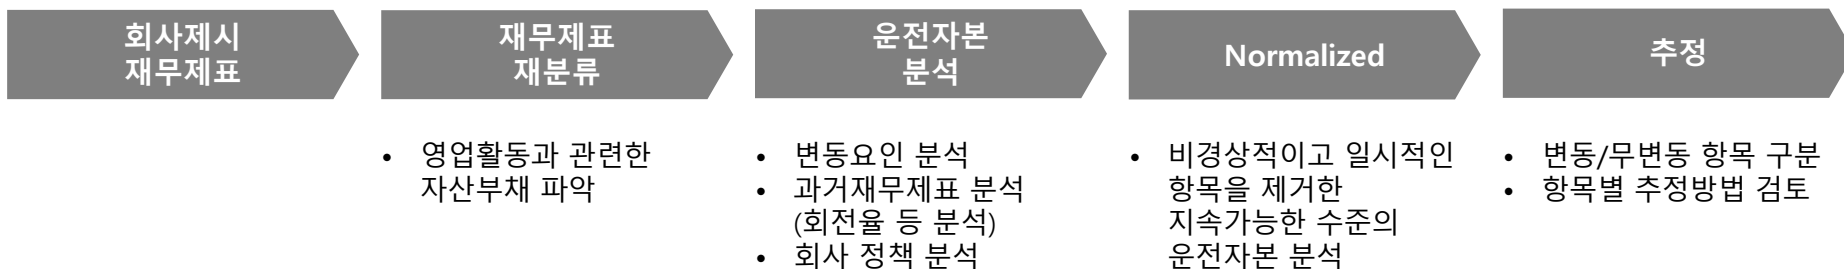 회사제시
재무제표
재무제표
재분류
• 영업활동과 관련한
자산부채 파악
운전자본
분석
• 변동요인 분석
• 과거재무제표 분석
(회전율 등 분석)
• 회사 정책 분석
Normalized
• 비경상적이고 일시적인
항목을 제거한
지속가능한 수준의
운전자본 분석
추정
• 변동/무변동 항목 구분
• 항목별 추정방법 검토